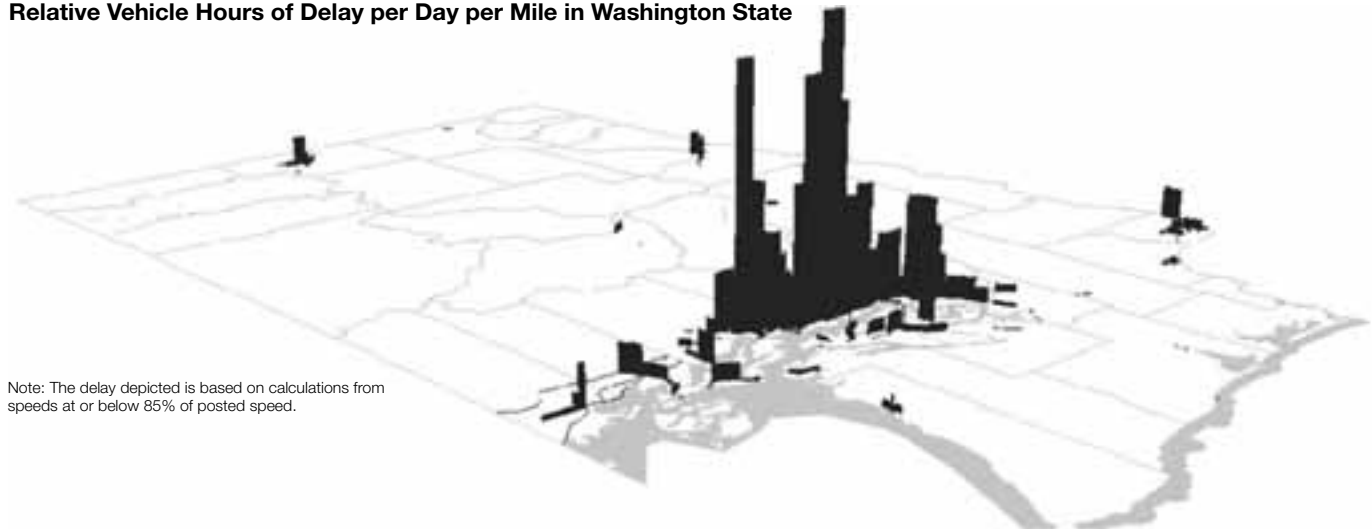 Relative Vehicle Hours of Delay per Day per Mile in Washington State
Note: The delay depicted is based on calculations from
speeds at or below 85% of posted speed.